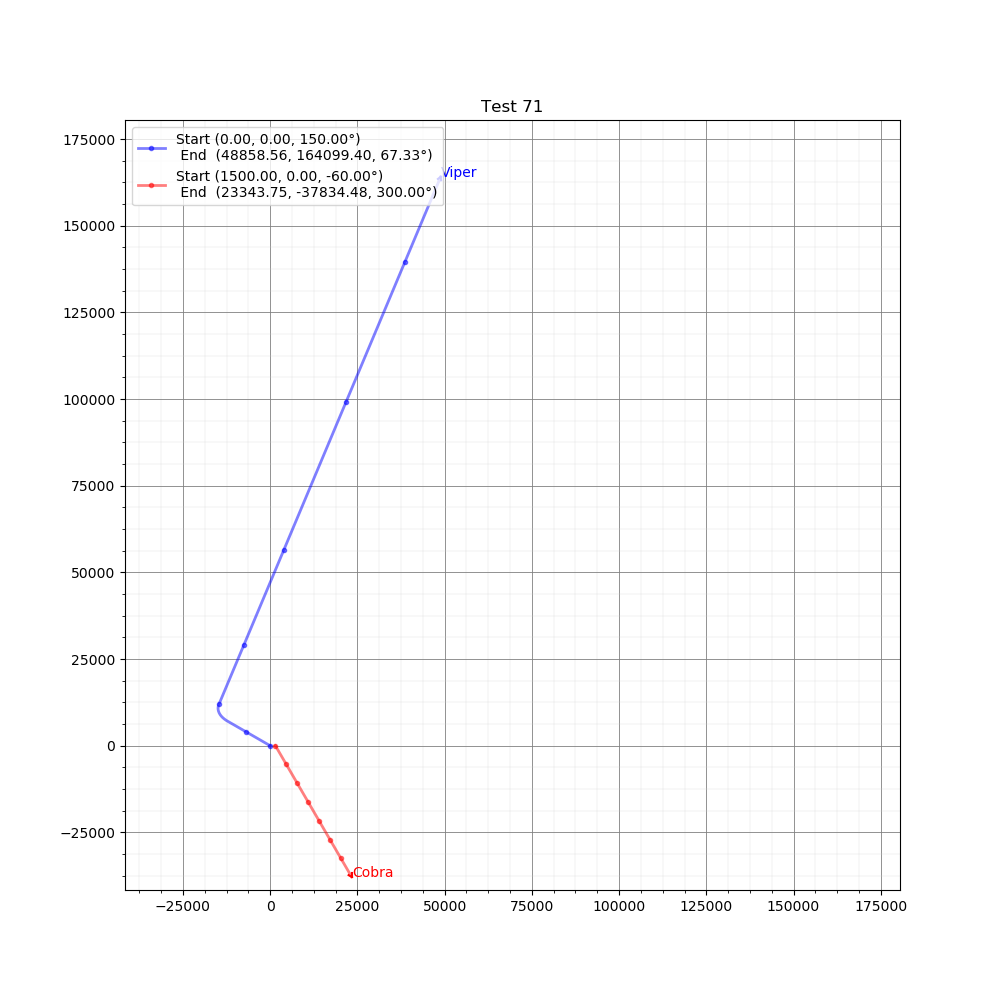 Test 71
Start (0.00, 0.00, 150.00°)
End (48858.56, 164099.40, 67.33°)
Start (1500.00, 0.00, -60.00°)
End (23343.75, -37834.48, 300.00°)
Viper
Cobra
175000
150000
125000
100000
75000
50000
25000
0
−25000
−25000 0 25000 50000 75000 100000 125000 150000 175000